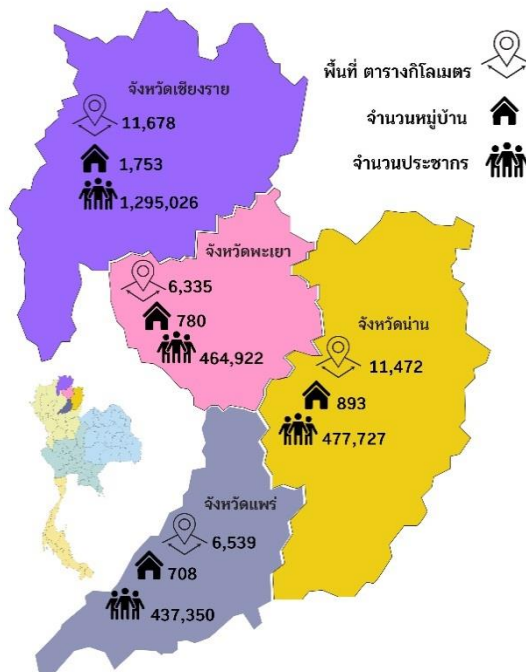 พื้นที่ ตารางกิโลเมตร
จำนวนหมู่บ้าน
จำนวนประชากร
จังหวัดเชียงราย
11,678
1,753
1,295,026
จังหวัดพะเยา
6,335
780
464,922
จังหวัดน่าน
11,472
893
477,727
จังหวัดแพร่
6,539
708
437,350